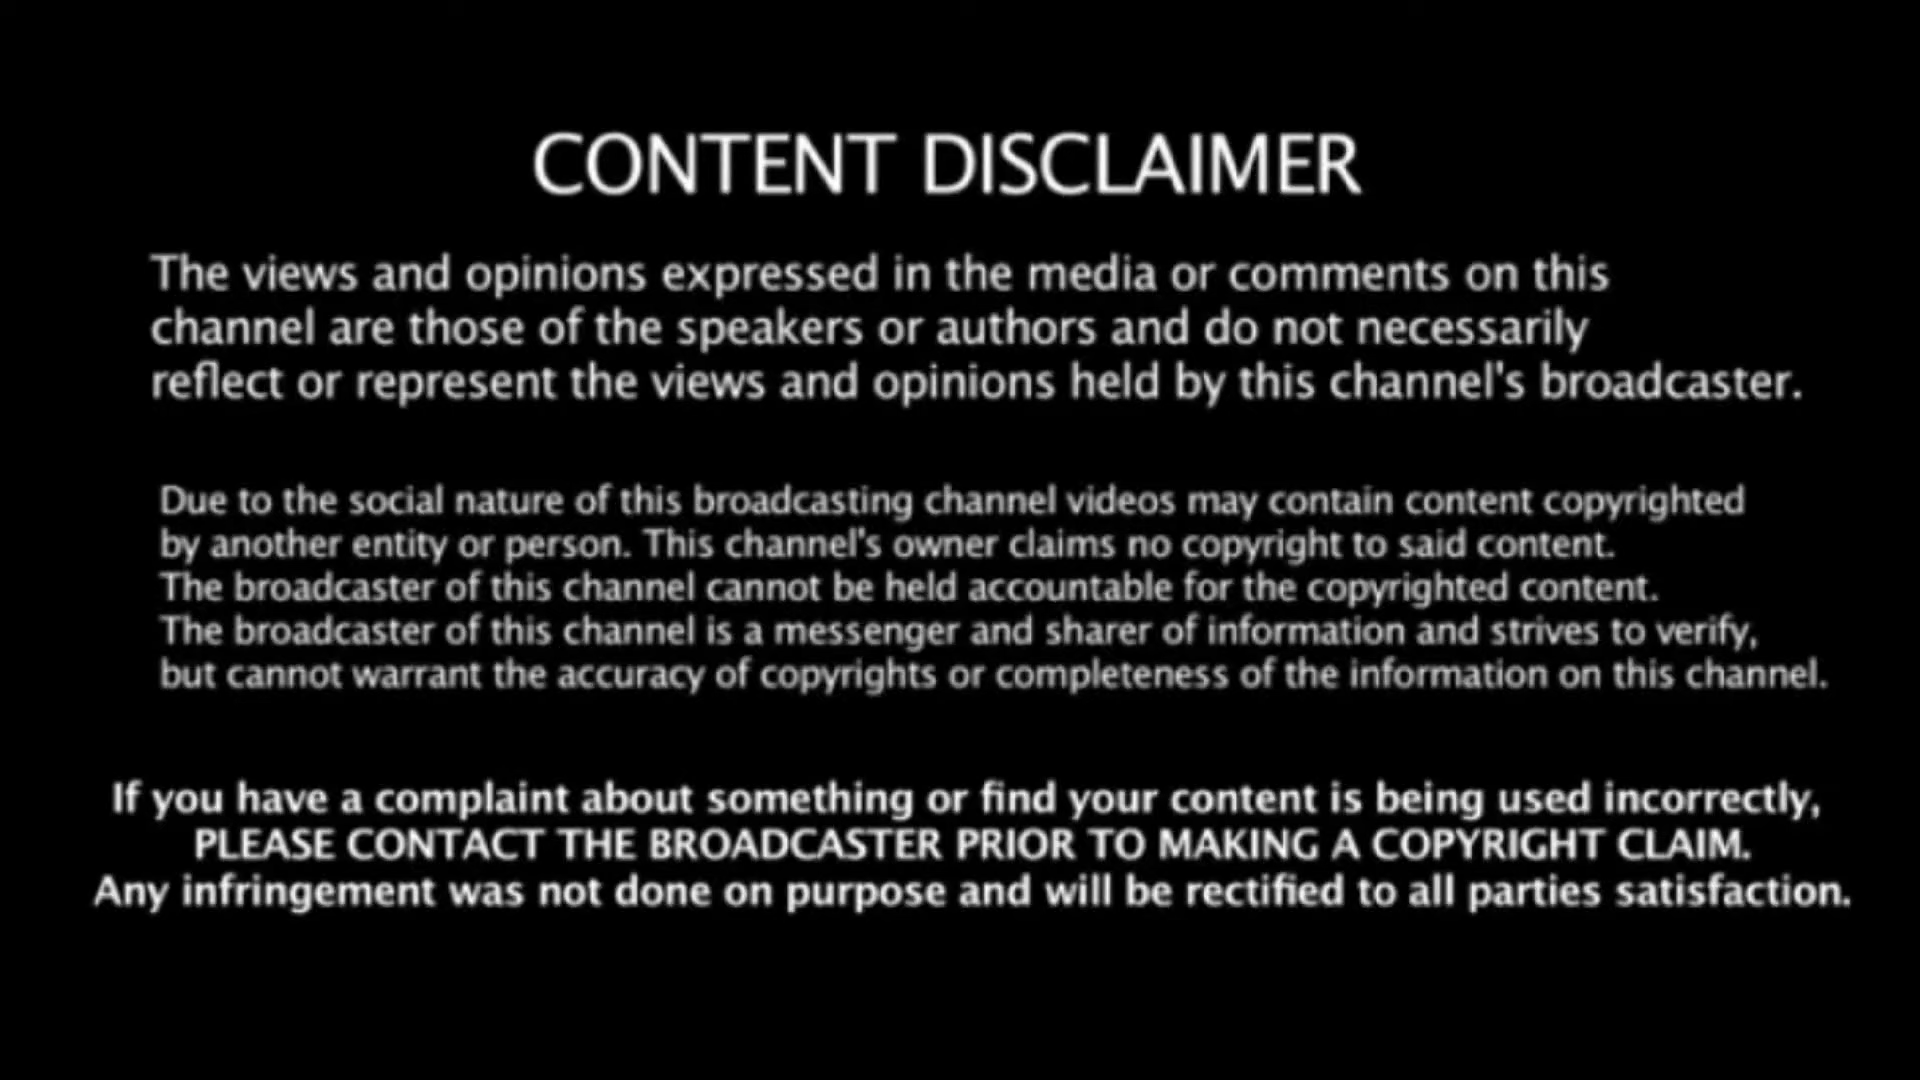 CONTENT DISCLAIMER
The views and opinions expressed in the media or comments on this
channel are those of the speakers or authors and do not necessarily
reflect or represent the views and opinions held by this channel's broadcaster.
Due to the social nature of this broadcasting channel videos may contain content copyrighted
by another entity or person. This channel's owner claims no copyright to said content.
The broadcaster of this channel cannot be held accountable for the copyrighted content.
The broadcaster of this channel is a messenger and sharer of information and strives to verify,
but cannot warrant the accuracy of copyrights or completeness of the information on this channel.
If you have a complaint about something or find your content is being used incorrectly,
PLEASE CONTACT THE BROADCASTER PRIOR TO MAKING A COPYRIGHT CLAIM.
Any infringement was not done on purpose and will be rectified to all parties satisfaction.